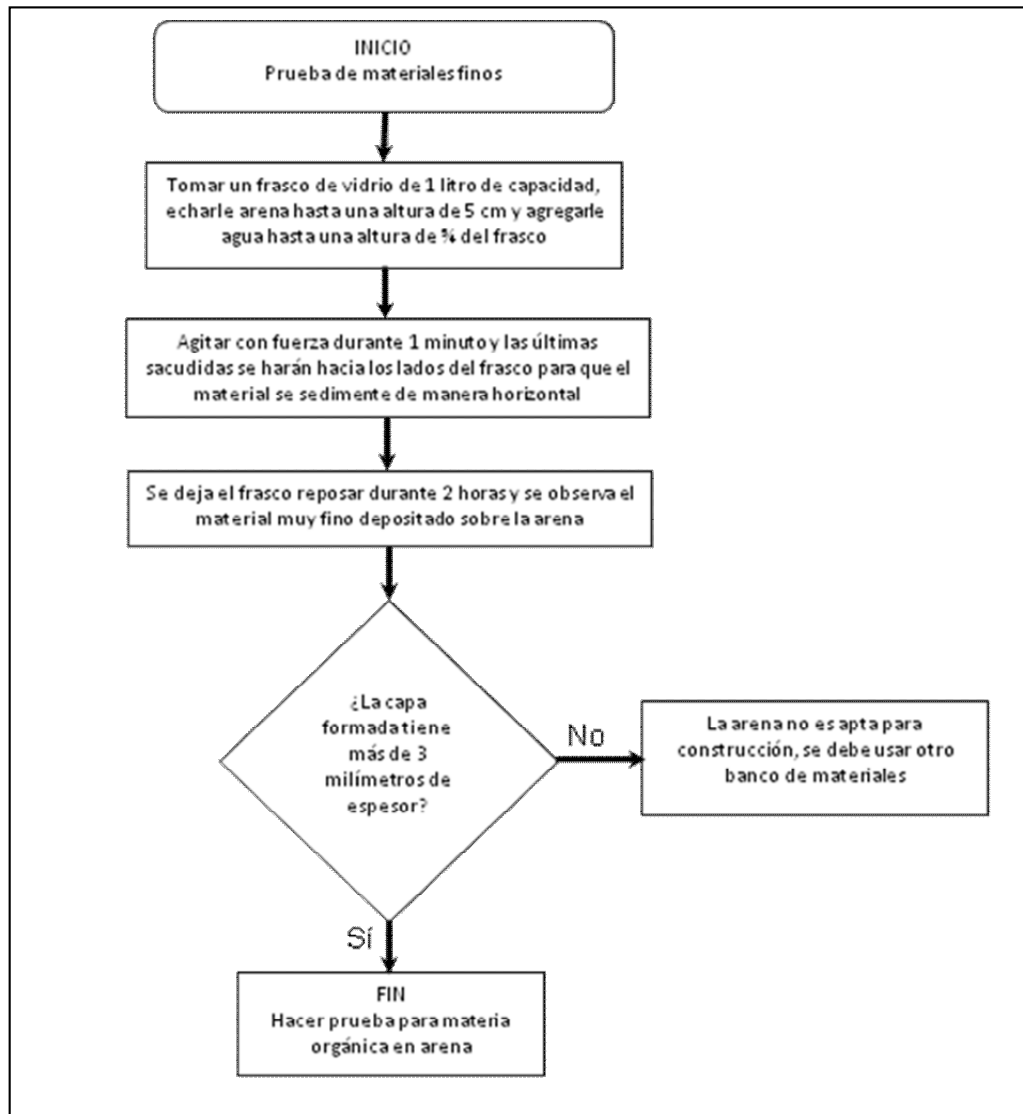 INICIO
Prueba de materiales finos
Tomar un frasco de vidrio de 1 litro de capacidad,
echarle arena hasta una altura de 5 cm y agregarle
agua hasta una altura de ¾ del frasco
Agitar con fuerza durante 1 minuto y las últimas
sacudidas se harán hacia los lados del frasco para que el
material se sedimente de manera horizontal
Se deja el frasco reposar durante 2 horas y se observa el
material muy fino depositado sobre la arena
¿La capa
formada tiene
más de 3
milímetros de
espesor?
No
La arena no es apta para
construcción, se debe usar otro
banco de materiales
Sí
FIN
Hacer prueba para materia
orgánica en arena